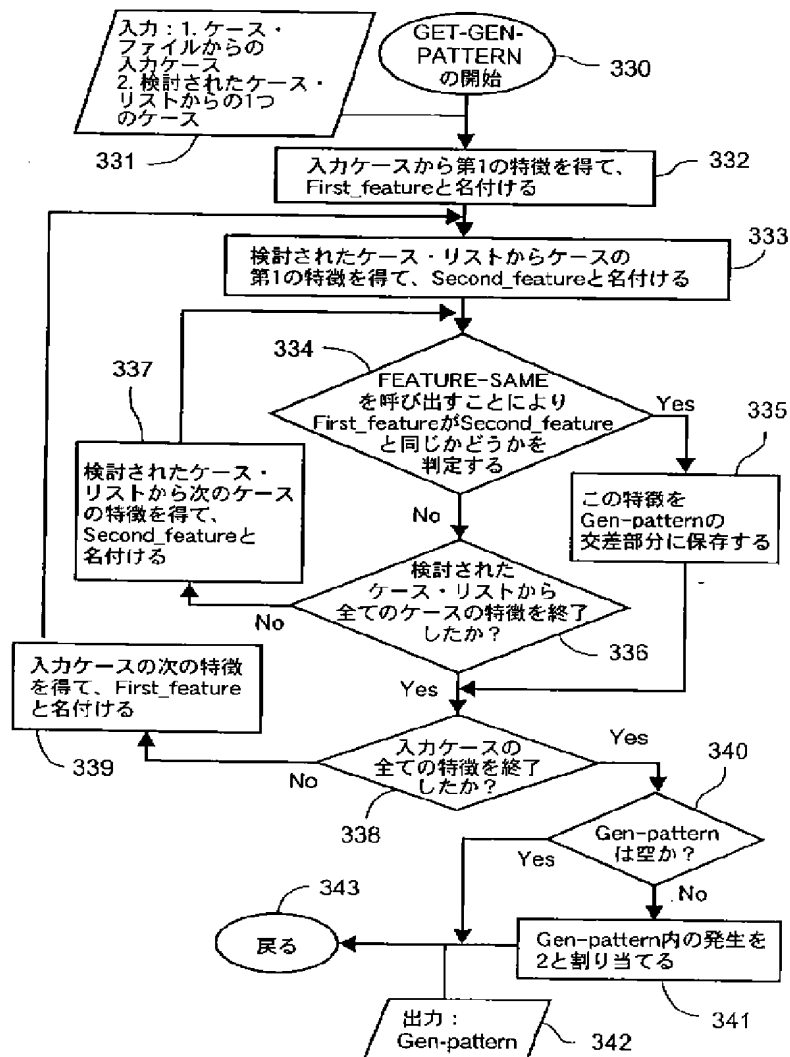 入力：1. ケース・
ファイルからの
入力ケース
2. 検討されたケース・
リストからの1つ
のケース
331
GET-GEN-
PATTERN
の開始
330
入力ケースから第1の特徴を得て、
First_featureと名付ける
332
検討されたケース・リストからケースの
第1の特徴を得て、Second_featureと名付ける
333
334
FEATURE-SAME
を呼び出すことにより
First_featureがSecond_feature
と同じかどうかを
判定する
Yes
No
335
この特徴を
Gen-patternの
交差部分に保存する
337
検討されたケース・
リストから次のケース
の特徴を得て、
Second_featureと
名付ける
検討された
ケース・リストから
全てのケースの特徴を終了
したか？
No
336
Yes
入力ケースの次の特徴
を得て、First_feature
と名付ける
339
入力ケースの
全ての特徴を終了
したか？
No
Yes
338
340
Gen-pattern
は空か？
Yes
No
343
戻る
Gen-pattern内の発生を
2と割り当てる
341
出力：
Gen-pattern
342